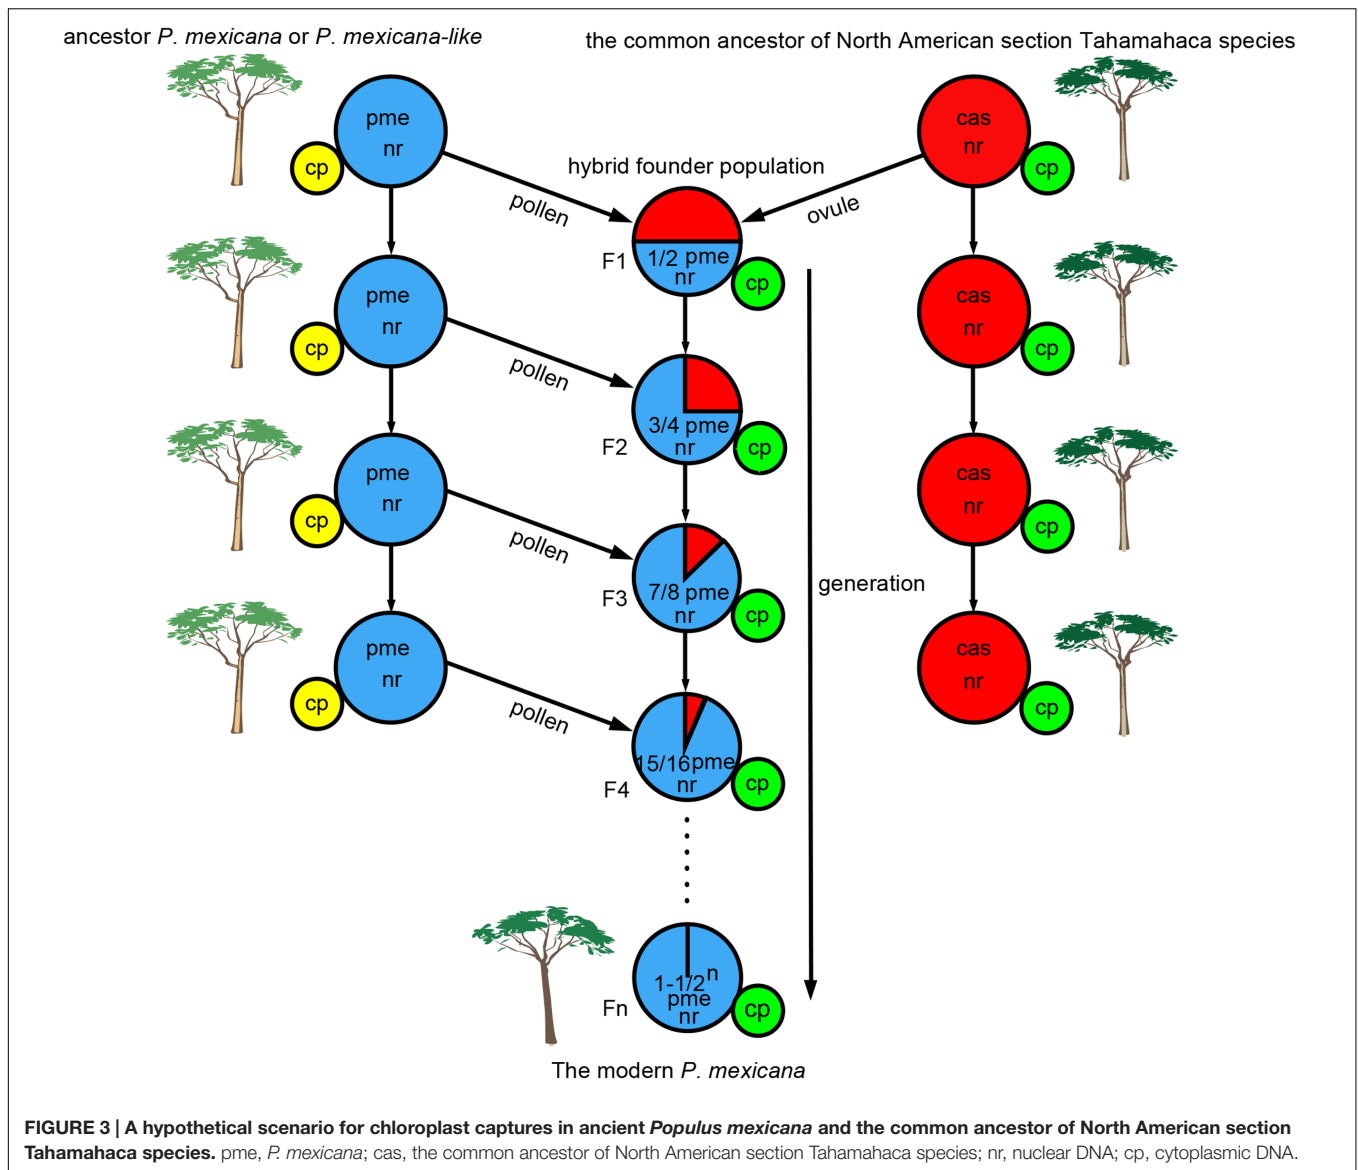 ancestor P. mexicana or P. mexicana-like
the common ancestor of North American section Tahamahaca species
pme
nr
cp
cas
nr
cp
hybrid founder population
pollen
ovule
F1
1/2 pme
nr
cp
pme
nr
cp
cas
nr
cp
pollen
F2
3/4 pme
nr
cp
pme
nr
cp
cas
nr
cp
pollen
F3
7/8 pme
nr
cp
generation
pme
nr
cp
cas
nr
cp
pollen
F4
15/16pme
nr
cp
Fn
1-1/2ⁿ
pme
nr
cp
The modern P. mexicana
FIGURE 3 | A hypothetical scenario for chloroplast captures in ancient Populus mexicana and the common ancestor of North American section
Tahamahaca species. pme, P. mexicana; cas, the common ancestor of North American section Tahamahaca species; nr, nuclear DNA; cp, cytoplasmic DNA.